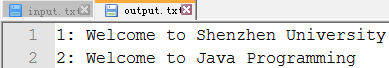 input.txt output.txt
1 1: Welcome to Shenzhen University
2 2: Welcome to Java Programming